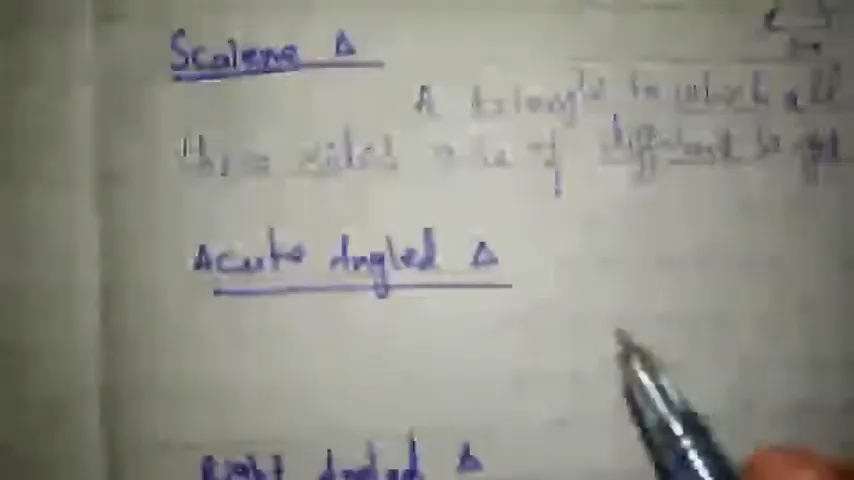 Scalene Δ
A triangle in which all
three sides are of different length
Acute Angled Δ
Right Angled Δ